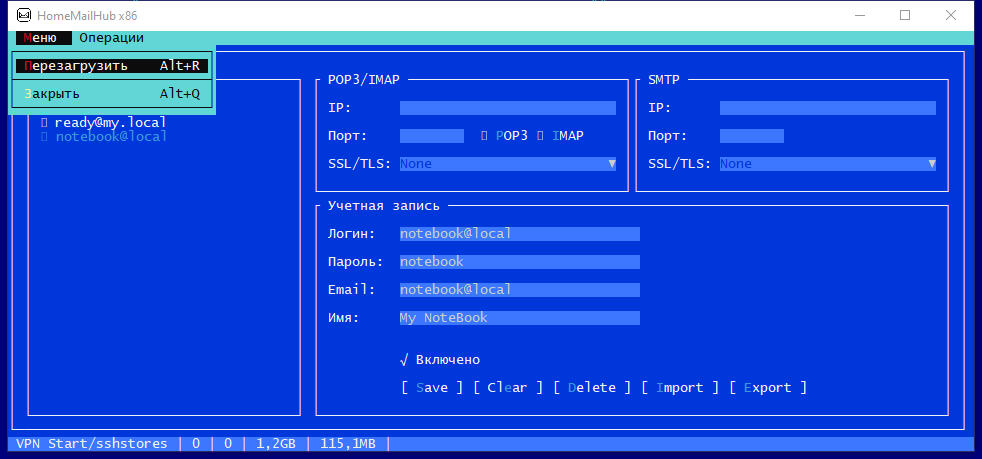 HomeMailHub x86
Меню Операции
Перезагрузить Alt+R
Закрыть Alt+Q
ready@my.local
notebook@local
POP3/IMAP
IP:
Порт: POP3 IMAP
SSL/TLS: None
SMTP
IP:
Порт:
SSL/TLS: None
Учетная запись
Логин: notebook@local
Пароль: notebook
Email: notebook@local
Имя: My NoteBook
√ Включено
[ Save ] [ Clear ] [ Delete ] [ Import ] [ Export ]
VPN Start/sshstores | 0 | 0 | 1,2GB | 115,1MB |